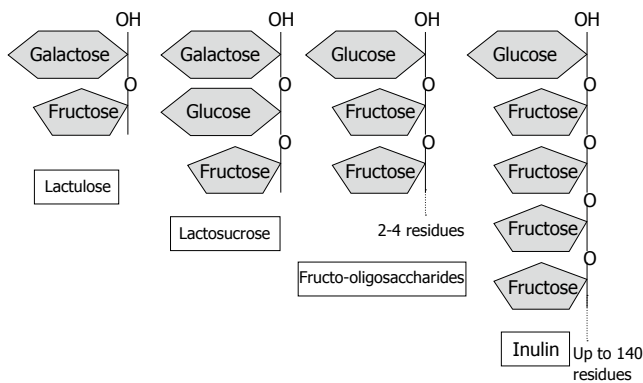 OH
Galactose
O
Fructose
Lactulose
OH
Galactose
O
Glucose
O
Fructose
Lactosucrose
OH
Glucose
O
Fructose
O
Fructose
2-4 residues
Fructo-oligosaccharides
OH
Glucose
O
Fructose
O
Fructose
O
Fructose
O
Fructose
Inulin
Up to 140
residues